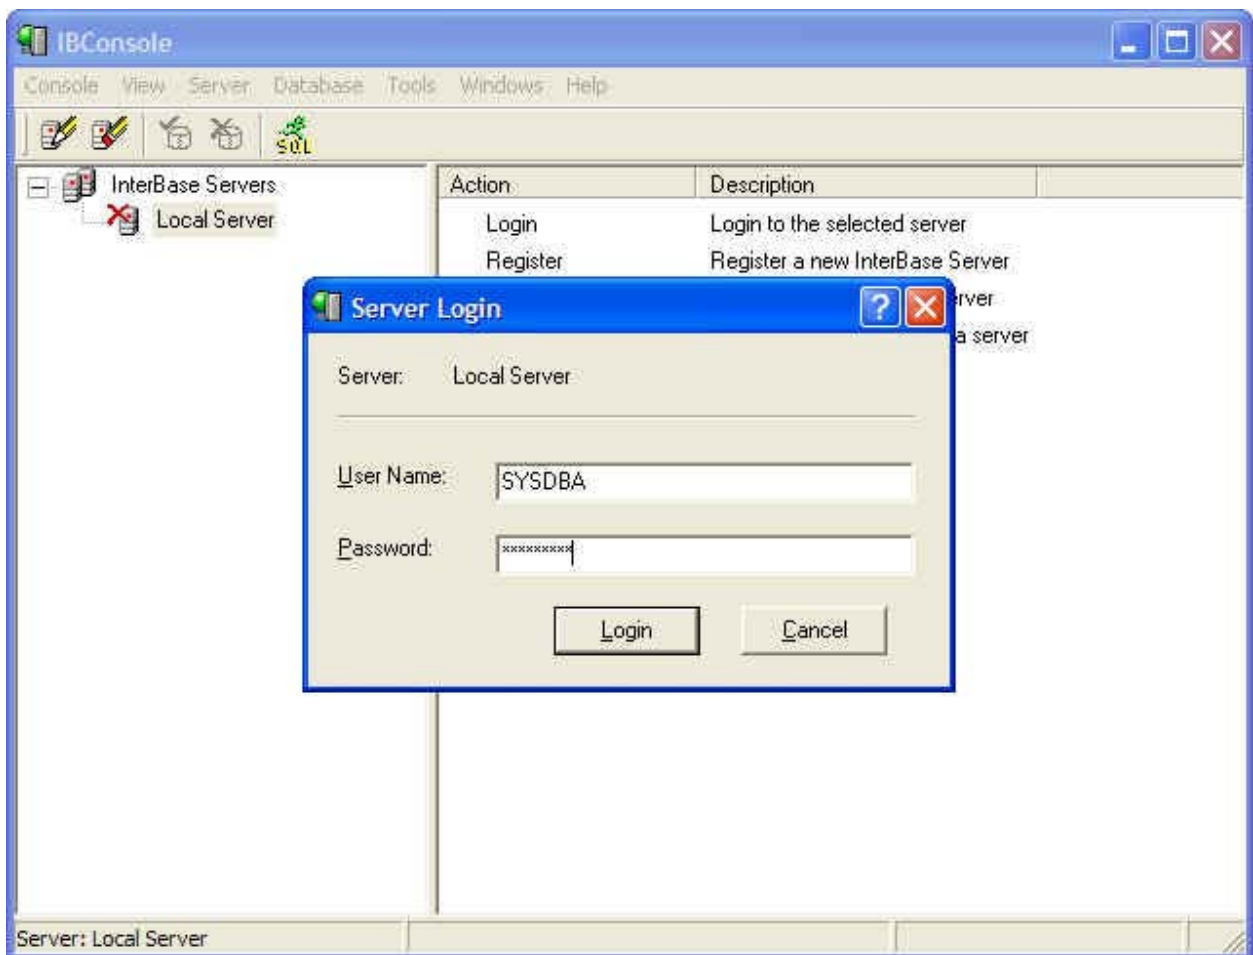 IBConsole
Console View Server Database Tools Windows Help
SQL
InterBase Servers
Local Server
Action Description
Login Login to the selected server
Register Register a new InterBase Server
rver
a server
Server Login
Server: Local Server
User Name: SYSDBA
Password: *********
Login Cancel
Server: Local Server